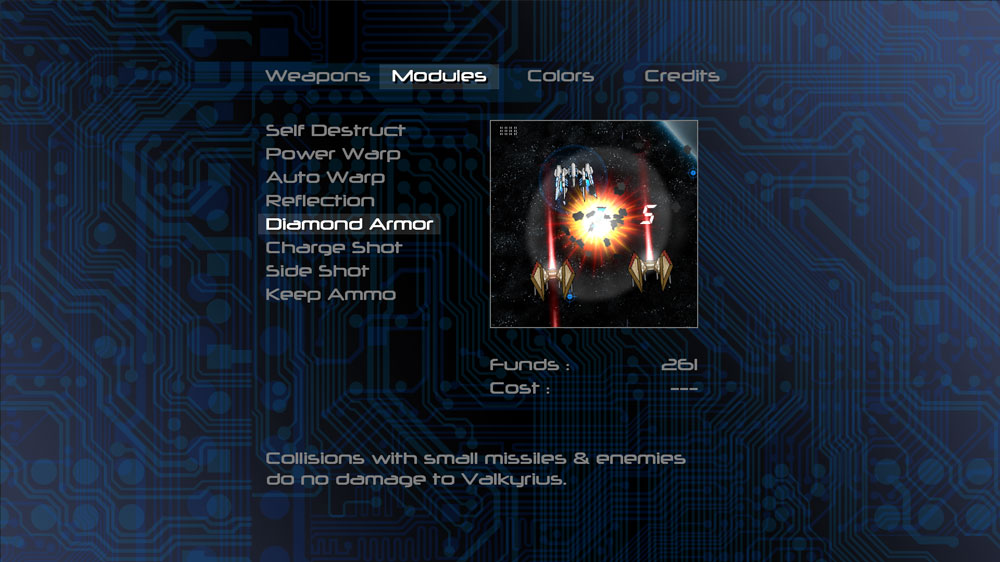 Weapons Modules Colors Credits
Self Destruct
Power Warp
Auto Warp
Reflection
Diamond Armor
Charge Shot
Side Shot
Keep Ammo
5
Funds : 261
Cost : ---
Collisions with small missiles & enemies
do no damage to Valkyrius.